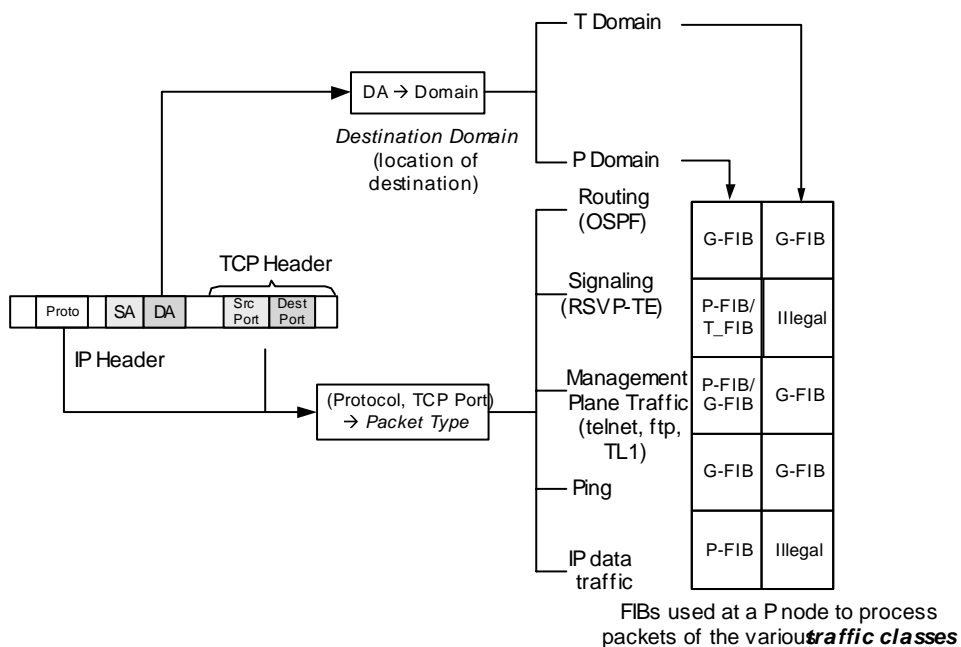 T Domain
DA → Domain
Destination Domain
(location of
destination)
P Domain
Routing
(OSPF)
G-FIB
G-FIB
TCP Header
Signaling
(RSVP-TE)
P-FIB/
T_FIB
Illegal
Proto
SA
DA
Src
Port
Dest
Port
IP Header
Management
Plane Traffic
(telnet, ftp,
TL1)
P-FIB/
G-FIB
G-FIB
(Protocol, TCP Port)
→ Packet Type
Ping
G-FIB
G-FIB
IP data
traffic
P-FIB
Illegal
FIBs used at a P node to process
packets of the various traffic classes